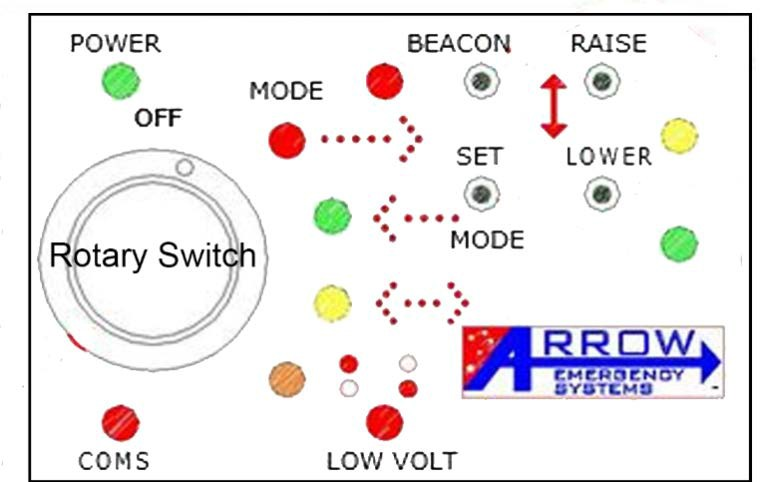 POWER
BEACON
RAISE
MODE
OFF
SET
LOWER
Rotary Switch
MODE
ARROW
EMERGENCY
SYSTEMS
COMS
LOW VOLT